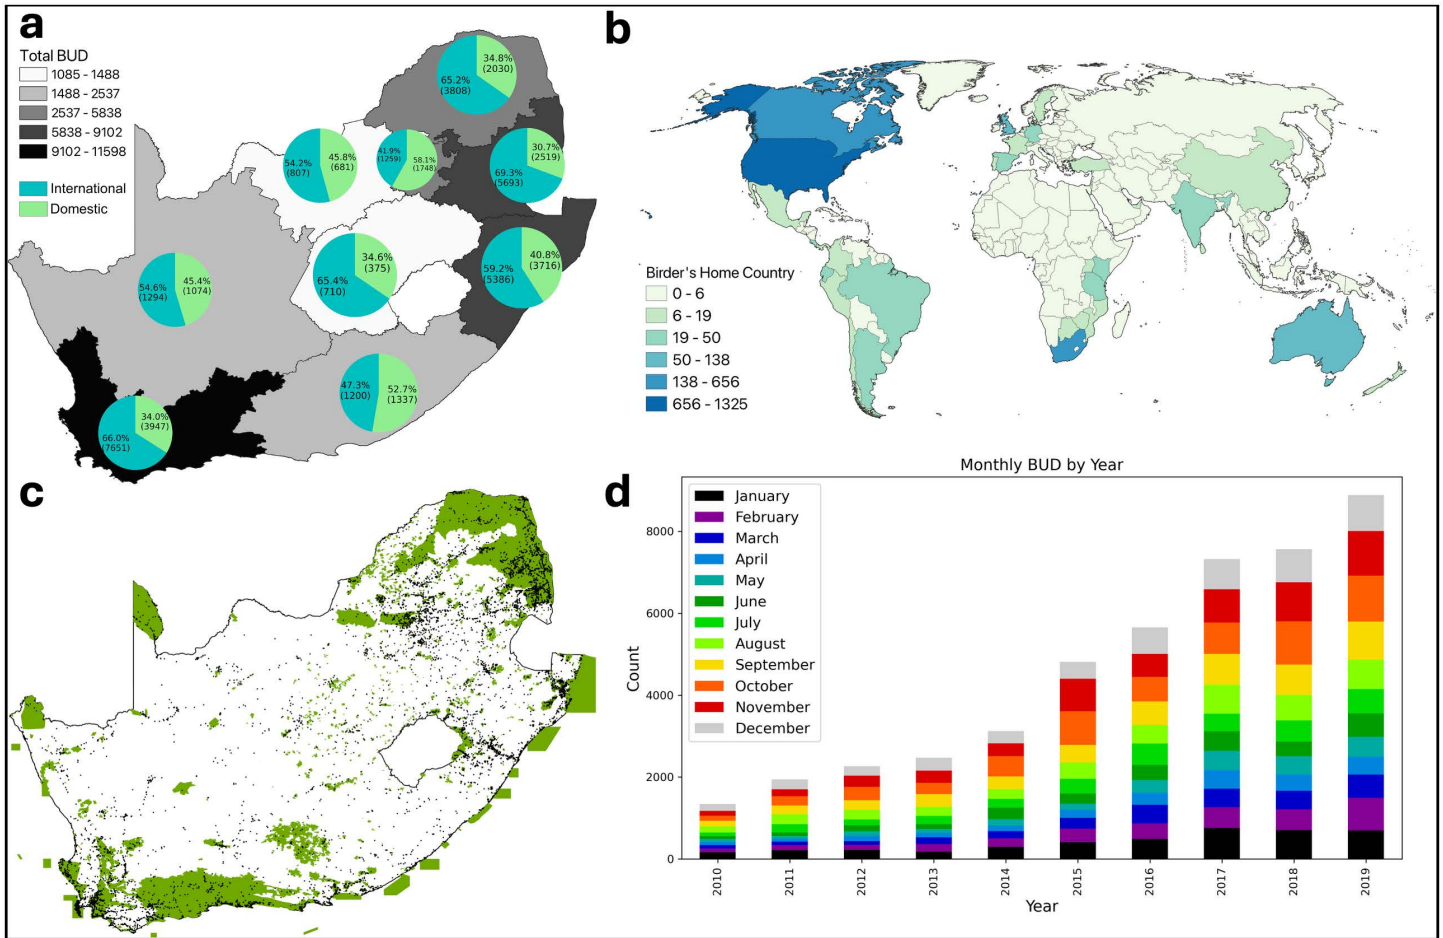 a
Total BUD
1085 - 1488
1488 - 2537
2537 - 5838
5838 - 9102
9102 - 11598
International
Domestic
34.8%
(2030)
65.2%
(3808)
54.2%
(807)
45.8%
(681)
41.9%
(1259)
58.1%
(1748)
30.7%
(2519)
69.3%
(5693)
34.6%
(375)
65.4%
(710)
40.8%
(3716)
59.2%
(5386)
54.6%
(1294)
45.4%
(1074)
47.3%
(1200)
52.7%
(1337)
34.0%
(3947)
66.0%
(7651)
b
Birder's Home Country
0 - 6
6 - 19
19 - 50
50 - 138
138 - 656
656 - 1325
c
d
Monthly BUD by Year
January
February
March
April
May
June
July
August
September
October
November
December
Count
8000
6000
4000
2000
0
2010
2011
2012
2013
2014
2015
2016
2017
2018
2019
Year